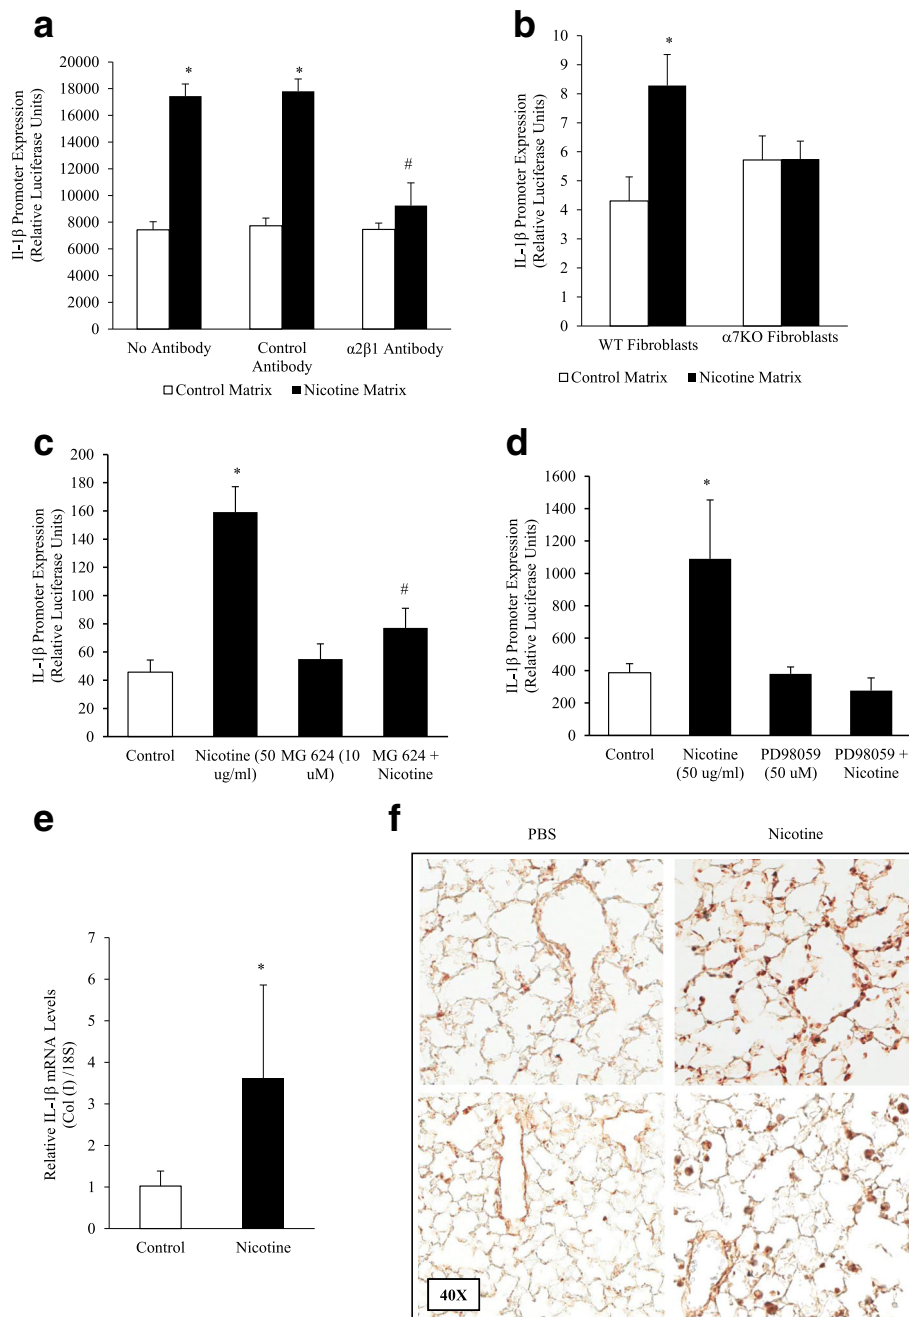 a
20000
18000
16000
14000
12000
10000
8000
6000
4000
2000
0
Il-1β Promoter Expression
(Relative Luciferase Units)
*
*
#
No Antibody
Control
Antibody
α2β1 Antibody
Control Matrix
Nicotine Matrix
b
10
9
8
7
6
5
4
3
2
1
0
IL-1β Promoter Expression
(Relative Luciferase Units)
*
WT Fibroblasts
α7KO Fibroblasts
Control Matrix
Nicotine Matrix
c
200
180
160
140
120
100
80
60
40
20
0
IL-1β Promoter Expression
(Relative Luciferase Units)
*
#
Control
Nicotine (50
ug/ml)
MG 624 (10
uM)
MG 624 +
Nicotine
d
1600
1400
1200
1000
800
600
400
200
0
IL-1β Promoter Expression
(Relative Luciferase Units)
*
Control
Nicotine
(50 ug/ml)
PD98059
(50 uM)
PD98059 +
Nicotine
e
7
6
5
4
3
2
1
0
Relative IL-1β mRNA Levels
(Col (I) /18S)
*
Control
Nicotine
f
PBS
Nicotine
40X